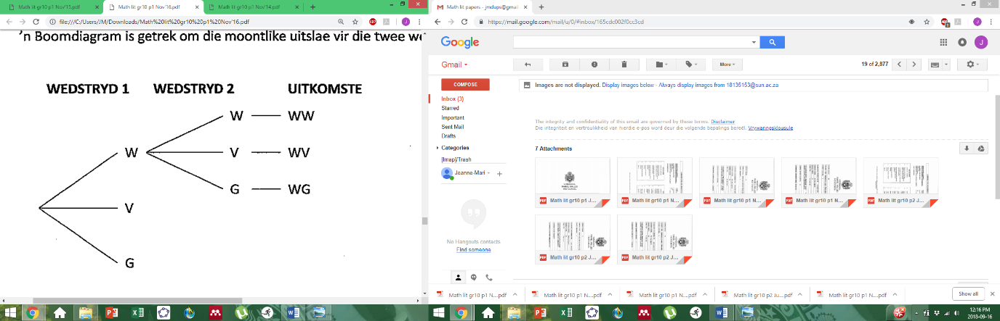 Math lit gr10 p1 Nov'15.pdf
Math lit gr10 p1 Nov'16.pdf
Math lit gr10 p1 Nov'14.pdf
file:///C:/Users/JM/Downloads/Math%20lit%20gr10%20p1%20Nov'16.pdf
'n Boomdiagram is getrek om die moontlike uitslae vir die twee we
WEDSTRYD 1 WEDSTRYD 2 UITKOMSTE
W WW
W V WV
G WG
V
G
Math lit papers - jmdups@gmai
https://mail.google.com/mail/u/0/#inbox/165cdc002f0cc3cd
Google
Gmail
More
19 of 2,877
COMPOSE
Inbox (3)
Starred
Important
Sent Mail
Drafts
Categories
[Imap]/Trash
Jeanne-Mari
No Hangouts contacts
Find someone
Images are not displayed. Display images below - Always display images from 18135153@sun.ac.za
The integrity and confidentiality of this email are governed by these terms. Disclaimer
Die integriteit en vertroulikheid van hierdie e-pos word deur die volgende bepalings bereël. Vrywaringsklousule
7 Attachments
Math lit gr10 p1 J...
Math lit gr10 p1 N...
Math lit gr10 p1 N...
Math lit gr10 p1 N...
Math lit gr10 p2 J...
Math lit gr10 p2 N...
Math lit gr10 p2 J...
Math lit gr10 p1 N....pdf
Math lit gr10 p1 N....pdf
Math lit gr10 p1 N....pdf
Math lit gr10 p2 Ju....pdf
Math lit gr10 p1 N....pdf
Show all
12:16 PM
2018-09-16